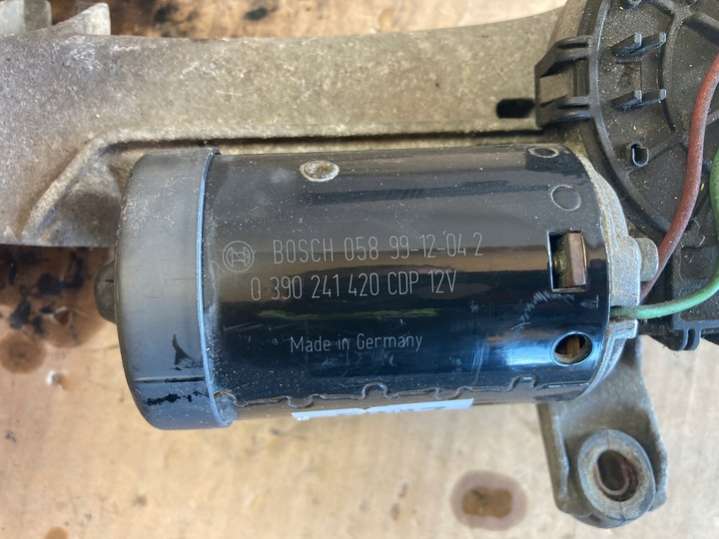 BOSCH 058 99-12-04 2
0 390 241 420 CDP 12V
Made in Germany